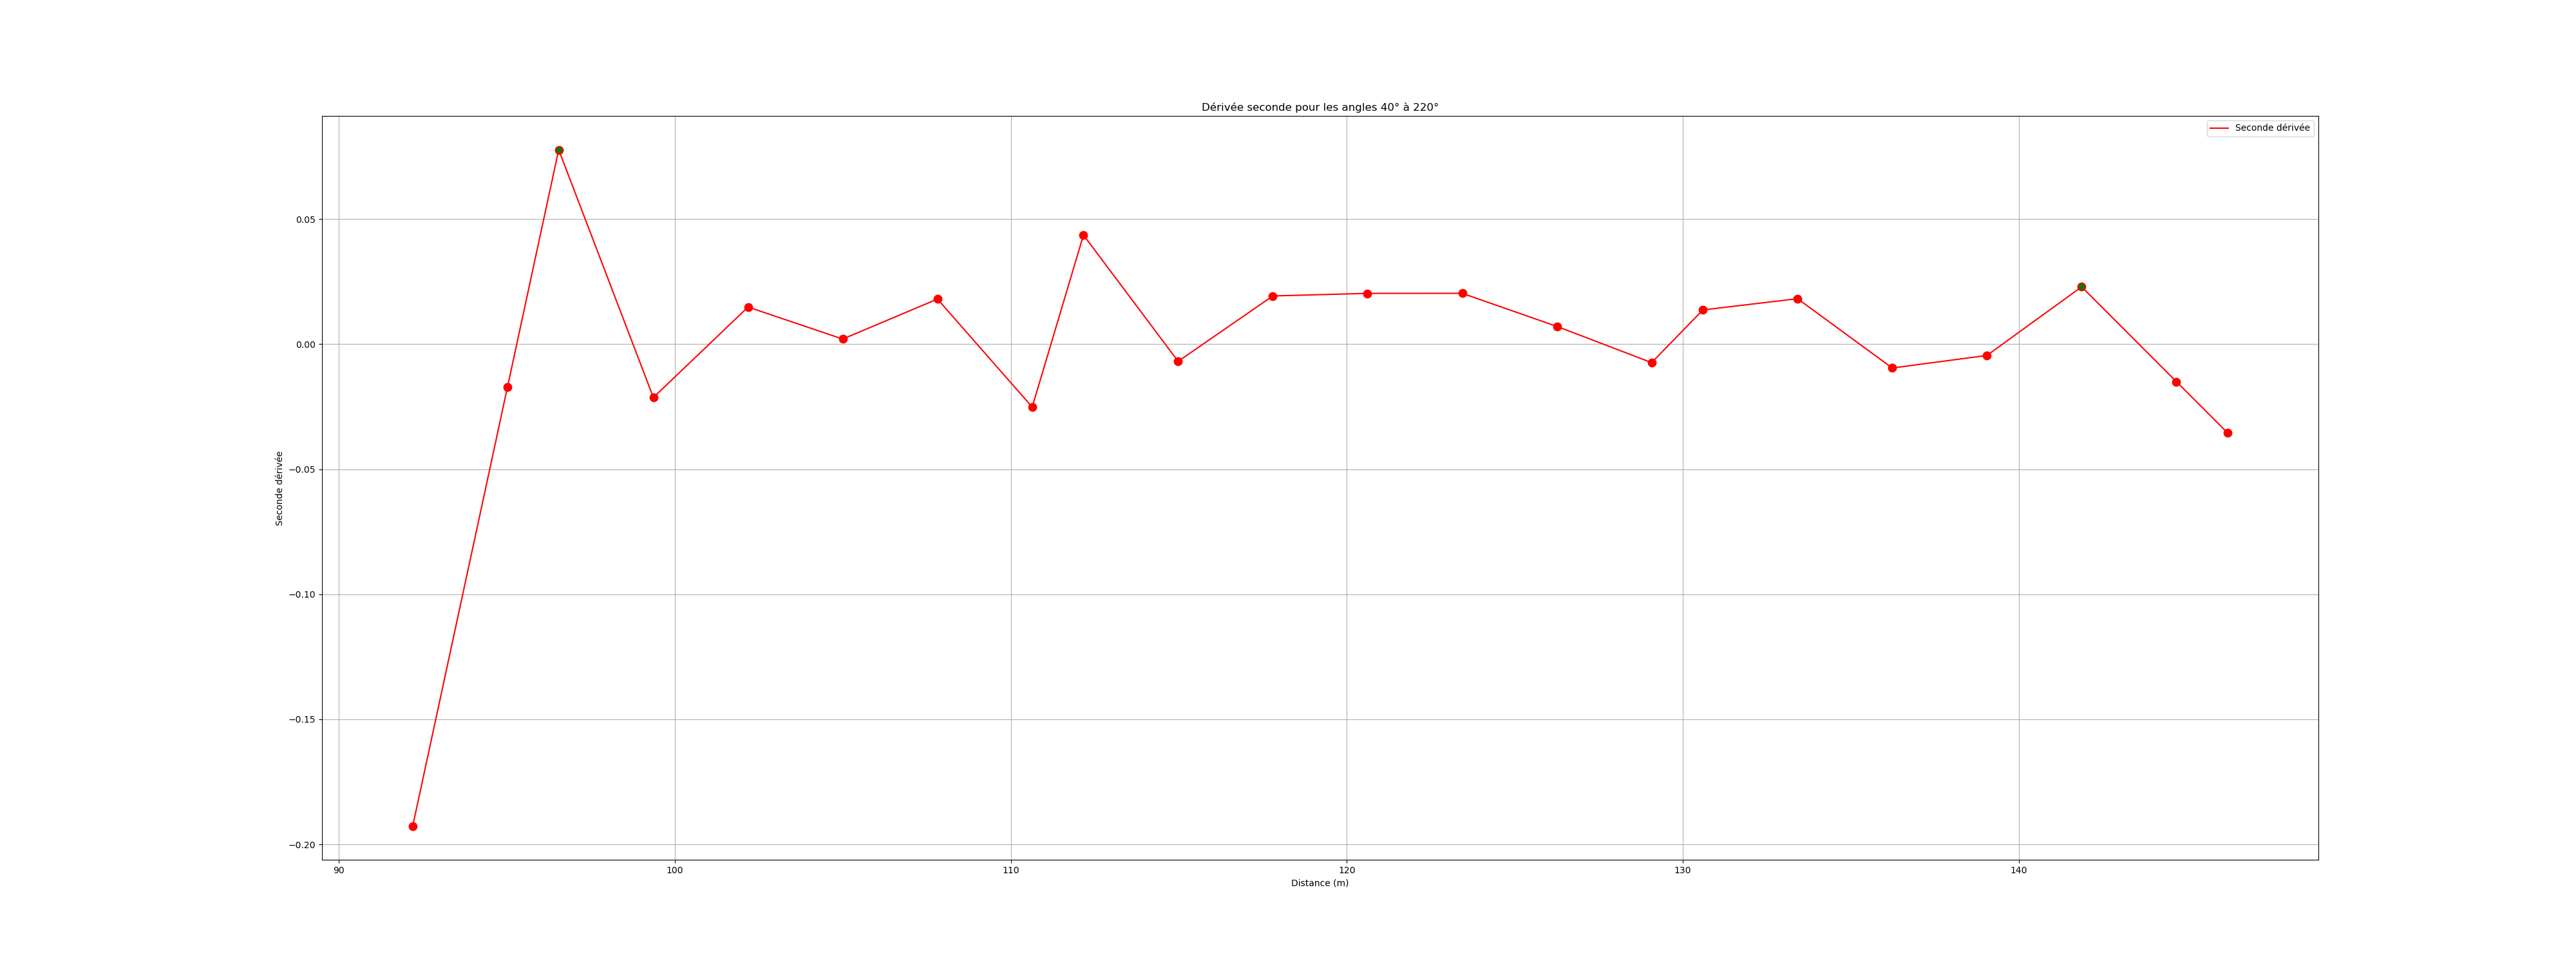 Dérivée seconde pour les angles 40° à 220°
Seconde dérivée
0.05
0.00
−0.05
−0.10
−0.15
−0.20
Seconde dérivée
90 100 110 120 130 140
Distance (m)